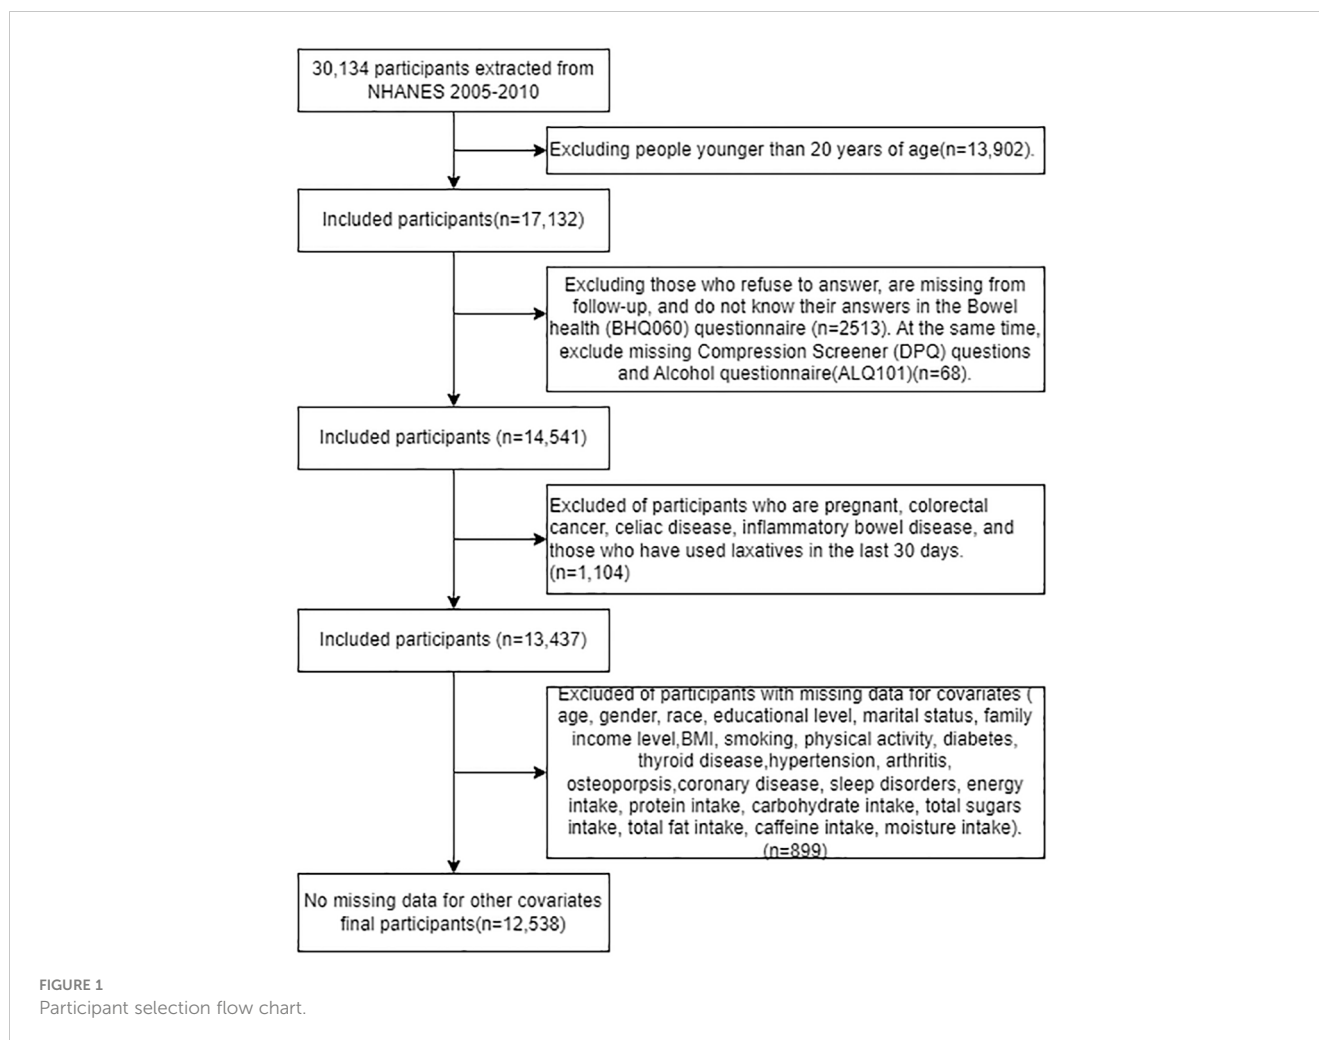 30,134 participants extracted from
NHANES 2005-2010
Excluding people younger than 20 years of age(n=13,902).
Included participants(n=17,132)
Excluding those who refuse to answer, are missing from
follow-up, and do not know their answers in the Bowel
health (BHQ060) questionnaire (n=2513). At the same time,
exclude missing Compression Screener (DPQ) questions
and Alcohol questionnaire(ALQ101)(n=68).
Included participants (n=14,541)
Excluded of participants who are pregnant, colorectal
cancer, celiac disease, inflammatory bowel disease, and
those who have used laxatives in the last 30 days.
(n=1,104)
Included participants (n=13,437)
Excluded of participants with missing data for covariates (
age, gender, race, educational level, marital status, family
income level,BMI, smoking, physical activity, diabetes,
thyroid disease,hypertension, arthritis,
osteoporpsis,coronary disease, sleep disorders, energy
intake, protein intake, carbohydrate intake, total sugars
intake, total fat intake, caffeine intake, moisture intake).
(n=899)
No missing data for other covariates
final participants(n=12,538)
FIGURE 1
Participant selection flow chart.